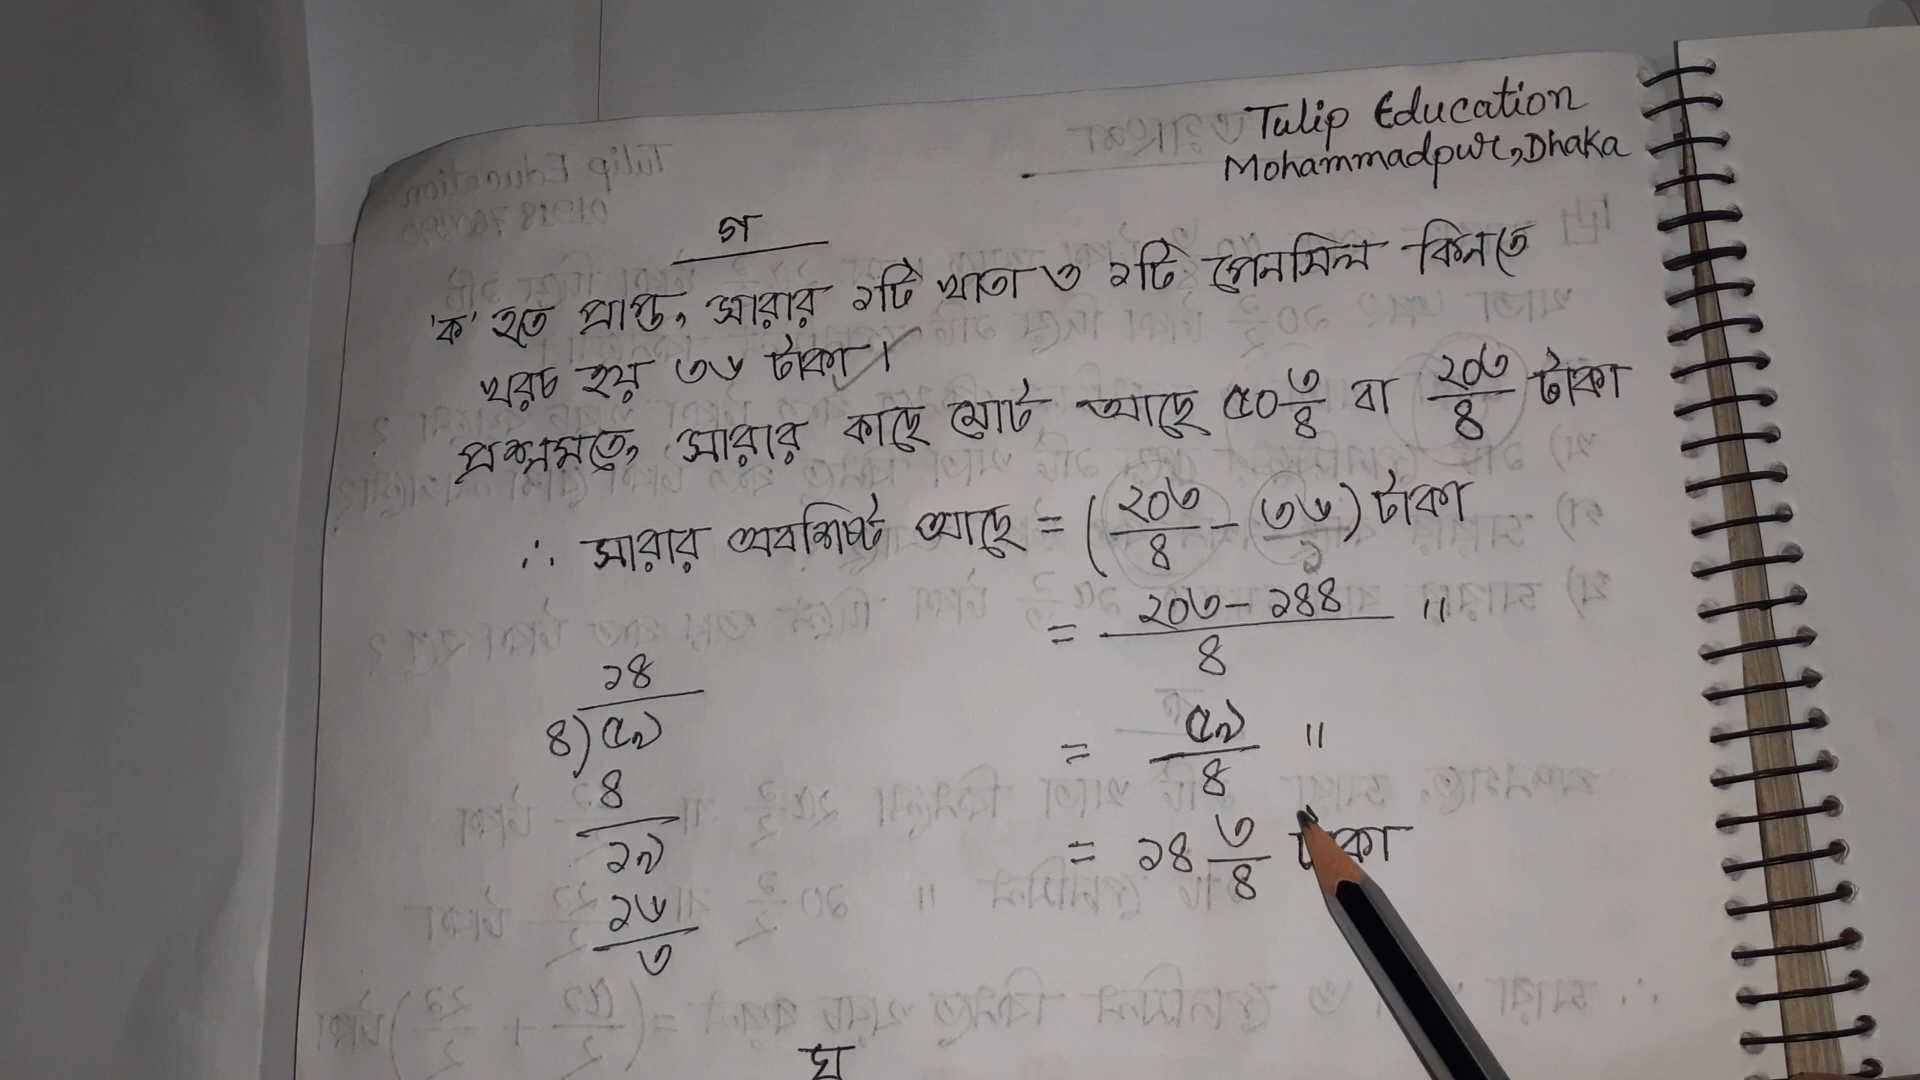 Tulip Education
Mohammadpur, Dhaka
গ
'ক' হতে প্রাপ্ত, সারার ১টি খাতা ও ১টি পেনসিল কিনতে
খরচ হয় ৩৬ টাকা।
প্রশ্নমতে, সারার কাছে মোট আছে ৫০ ৩/৪ বা ২০৩/৪ টাকা
∴ সারার অবশিষ্ট আছে = (২০৩/৪ - ৩৬/১) টাকা
= ২০৩ - ১৪৪/৪ "
= ৫৯/৪ "
= ১৪ ৩/৪ টাকা
১৪
৪) ৫৯
৪
১৯
১৬
৩
ঘ